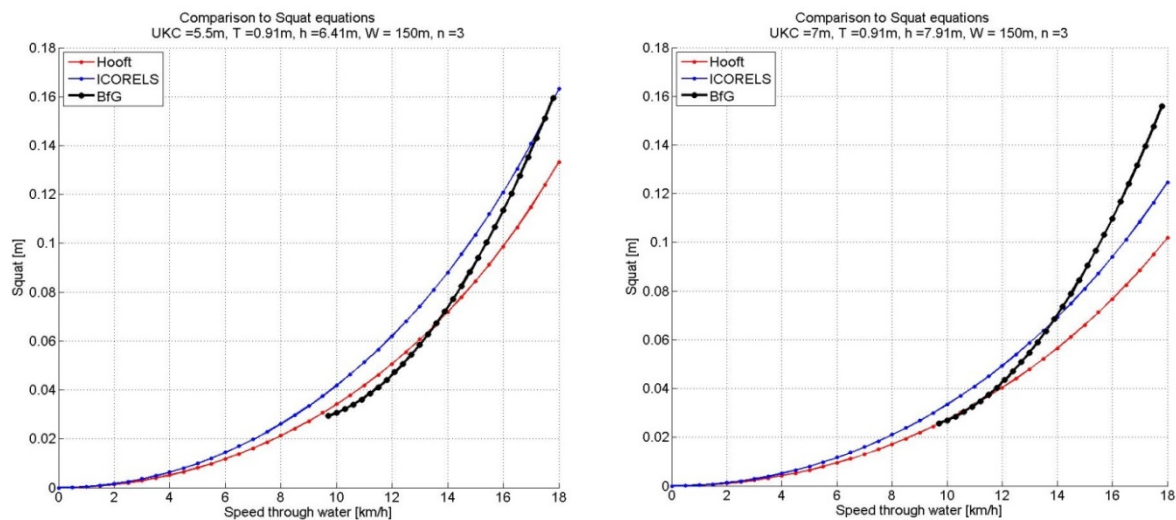 Comparison to Squat equations
UKC =5.5m, T =0.91m, h =6.41m, W = 150m, n =3
0.18
0.16
0.14
0.12
0.1
0.08
0.06
0.04
0.02
0
Squat [m]
Hooft
ICORELS
BfG
0 2 4 6 8 10 12 14 16 18
Speed through water [km/h]
Comparison to Squat equations
UKC =7m, T =0.91m, h=7.91m, W = 150m, n =3
0.18
0.16
0.14
0.12
0.1
0.08
0.06
0.04
0.02
0
Squat [m]
Hooft
ICORELS
BfG
0 2 4 6 8 10 12 14 16 18
Speed through water [km/h]